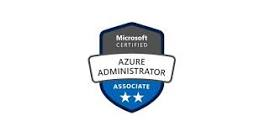 Microsoft
CERTIFIED
AZURE
ADMINISTRATOR
ASSOCIATE